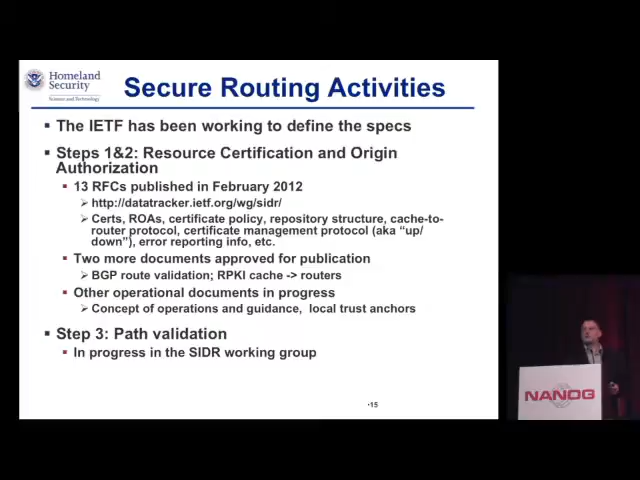 Homeland
Security
Science and Technology
Secure Routing Activities
▪ The IETF has been working to define the specs
▪ Steps 1&2: Resource Certification and Origin
Authorization
▪ 13 RFCs published in February 2012
➢ http://datatracker.ietf.org/wg/sidr/
➢ Certs, ROAs, certificate policy, repository structure, cache-to-
router protocol, certificate management protocol (aka “up/
down”), error reporting info, etc.
▪ Two more documents approved for publication
➢ BGP route validation; RPKI cache -> routers
▪ Other operational documents in progress
➢ Concept of operations and guidance, local trust anchors
▪ Step 3: Path validation
▪ In progress in the SIDR working group
•15
NANOG